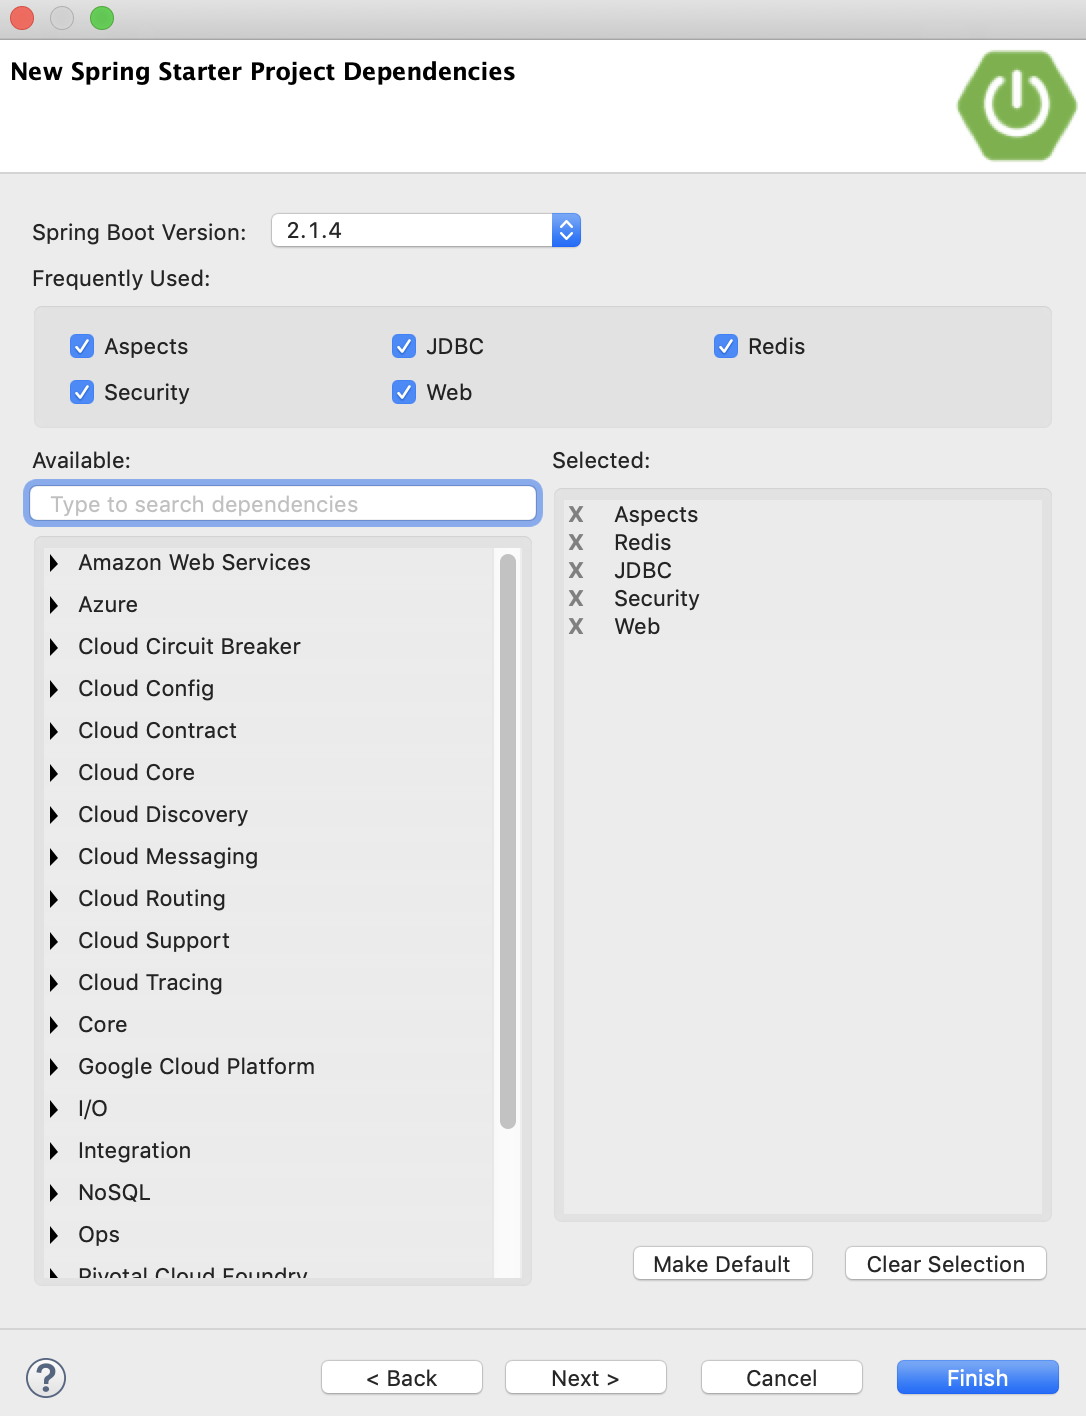 New Spring Starter Project Dependencies
Spring Boot Version: 2.1.4
Frequently Used:
Aspects JDBC Redis
Security Web
Available:
Type to search dependencies
Amazon Web Services
Azure
Cloud Circuit Breaker
Cloud Config
Cloud Contract
Cloud Core
Cloud Discovery
Cloud Messaging
Cloud Routing
Cloud Support
Cloud Tracing
Core
Google Cloud Platform
I/O
Integration
NoSQL
Ops
Pivotal Cloud Foundry
Selected:
X Aspects
X Redis
X JDBC
X Security
X Web
Make Default Clear Selection
? < Back Next > Cancel Finish